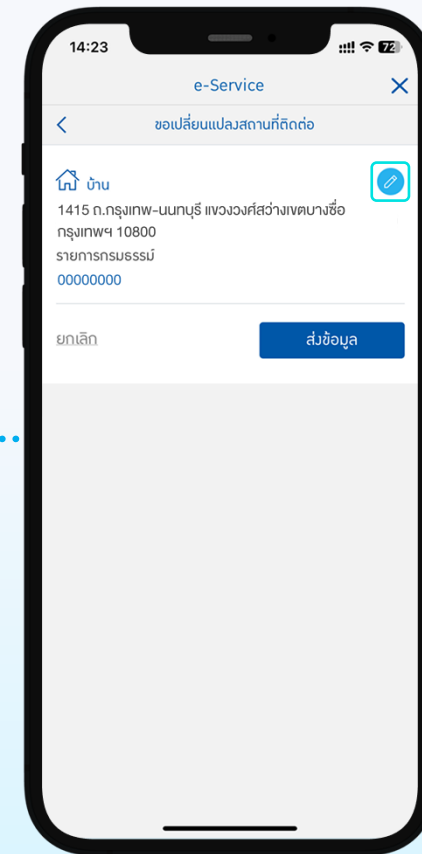 14:23
72
e-Service
ขอเปลี่ยนแปลงสถานที่ติดต่อ
บ้าน
1415 ถ.กรุงเทพ-นนทบุรี แขวงวงศ์สว่างเขตบางซื่อ
กรุงเทพฯ 10800
รายการกรมธรรม์
00000000
ยกเลิก
ส่งข้อมูล